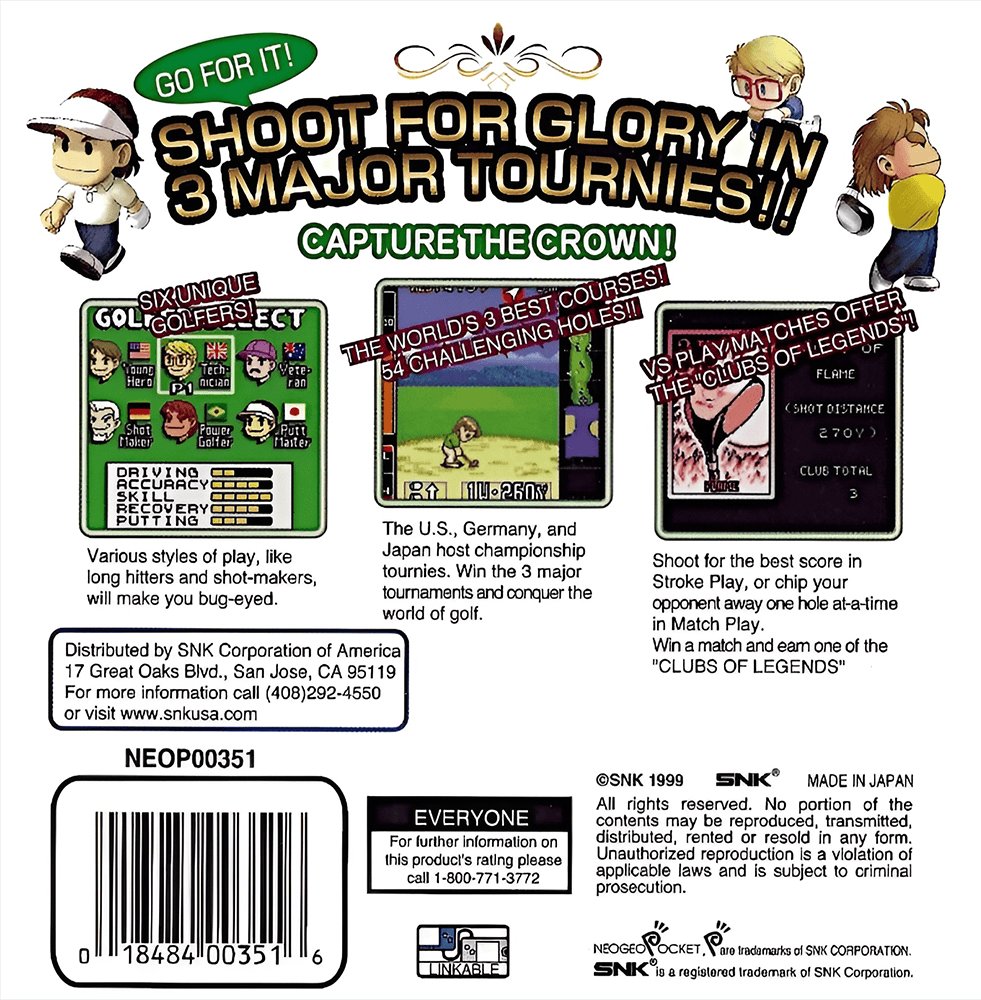 GO FOR IT!
SHOOT FOR GLORY IN
3 MAJOR TOURNIES!!
CAPTURE THE CROWN!
SIX UNIQUE
GOLFERS!
Young
Hero
P1
Tech-
nician
Vete-
ran
Shot
Maker
Power
Golfer
Putt
Master
DRIVING
ACCURACY
SKILL
RECOVERY
PUTTING
Various styles of play, like
long hitters and shot-makers,
will make you bug-eyed.
THE WORLD'S 3 BEST COURSES!
54 CHALLENGING HOLES!!
1W・260Y
The U.S., Germany, and
Japan host championship
tournies. Win the 3 major
tournaments and conquer the
world of golf.
VS PLAY MATCHES OFFER
THE "CLUBS OF LEGENDS"!
OF
FLAME
(SHOT DISTANCE
270Y)
CLUB TOTAL
3
Shoot for the best score in
Stroke Play, or chip your
opponent away one hole at-a-time
in Match Play.
Win a match and earn one of the
"CLUBS OF LEGENDS"
Distributed by SNK Corporation of America
17 Great Oaks Blvd., San Jose, CA 95119
For more information call (408)292-4550
or visit www.snkusa.com
NEOP00351
0 18484 00351 6
EVERYONE
For further information on
this product's rating please
call 1-800-771-3772
LINKABLE
©SNK 1999 SNK® MADE IN JAPAN
All rights reserved. No portion of the
contents may be reproduced, transmitted,
distributed, rented or resold in any form.
Unauthorized reproduction is a violation of
applicable laws and is subject to criminal
prosecution.
NEOGEO POCKET, P are trademarks of SNK CORPORATION.
SNK® is a registered trademark of SNK Corporation.